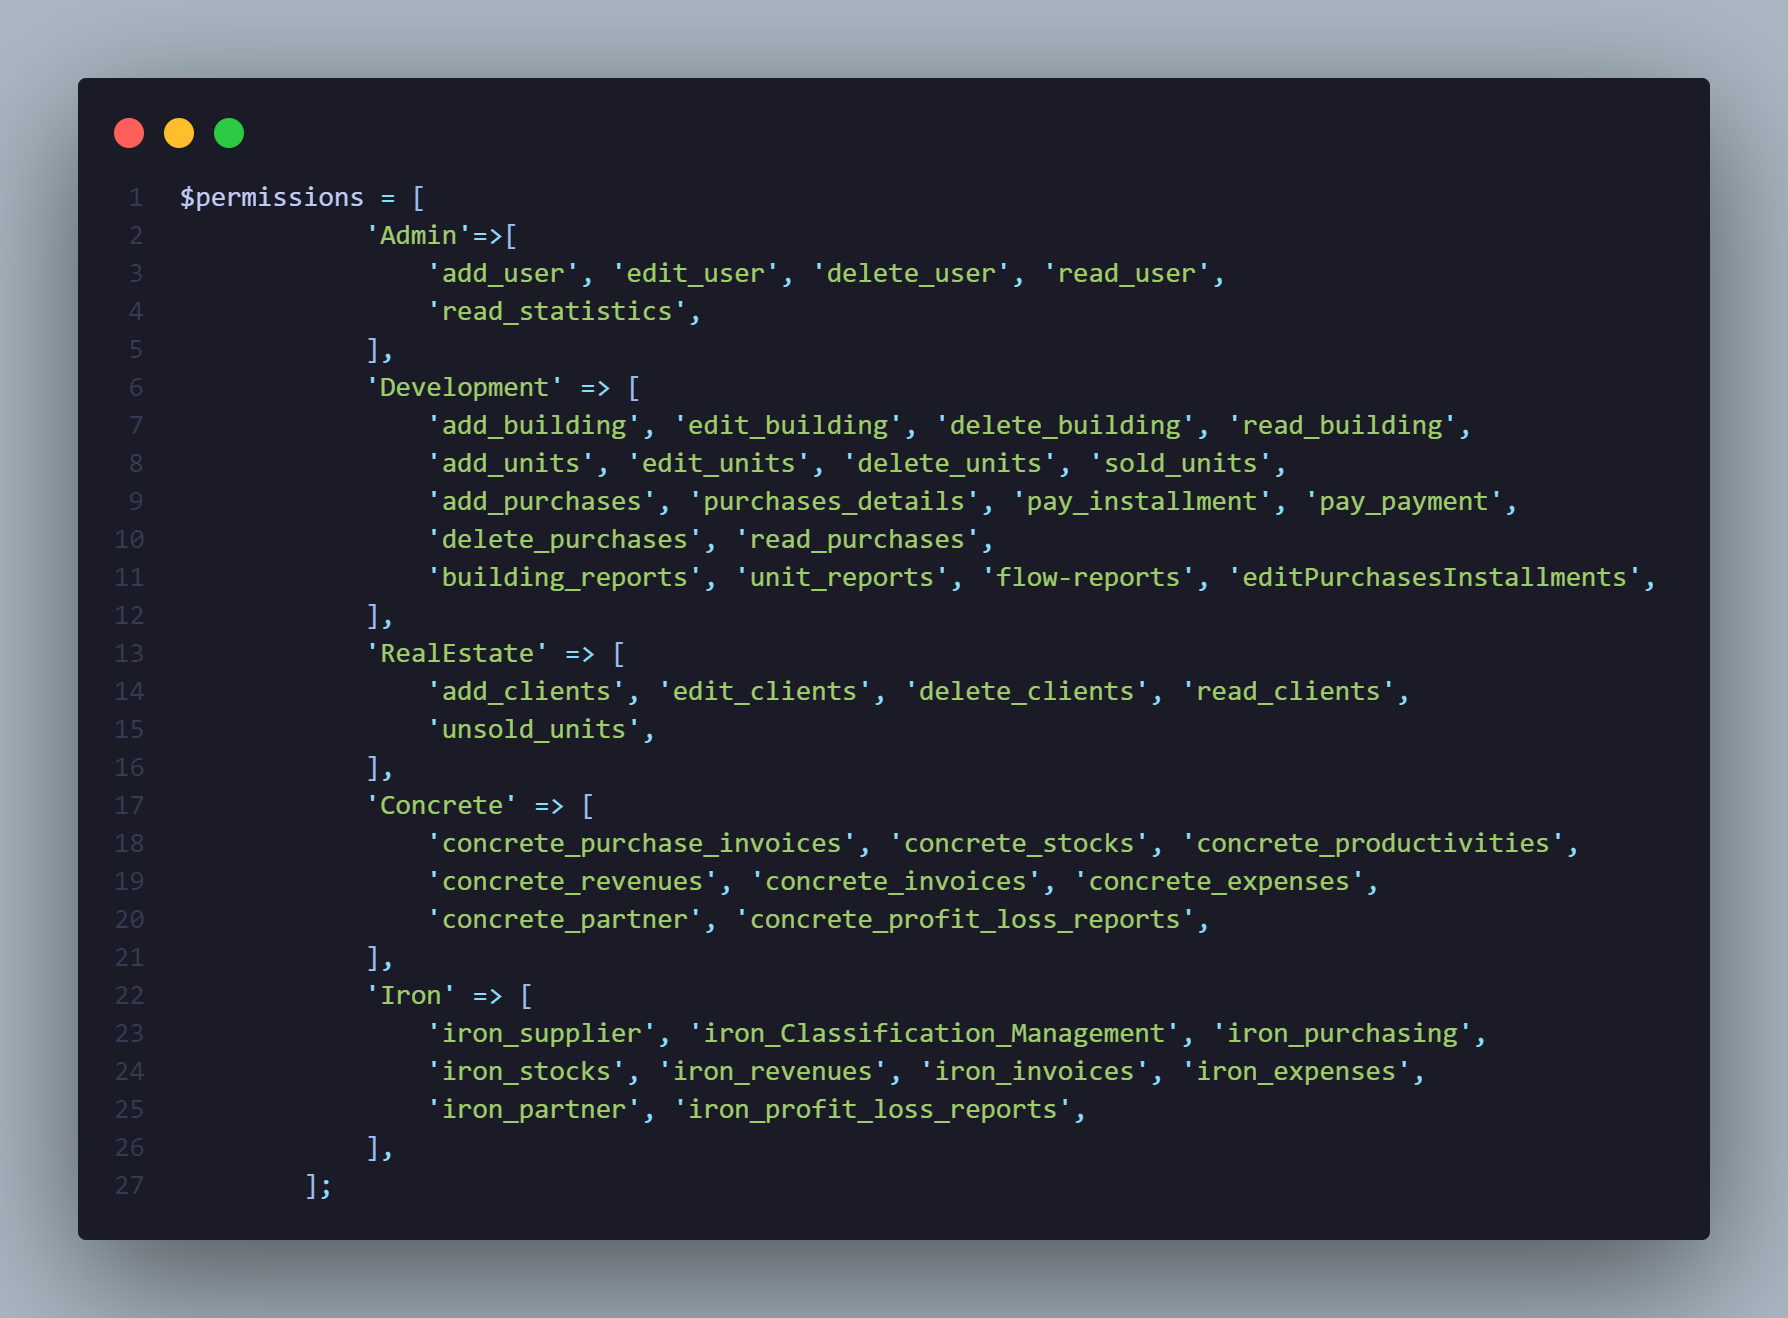 1 $permissions = [
2 'Admin'=>[
3 'add_user', 'edit_user', 'delete_user', 'read_user',
4 'read_statistics',
5 ],
6 'Development' => [
7 'add_building', 'edit_building', 'delete_building', 'read_building',
8 'add_units', 'edit_units', 'delete_units', 'sold_units',
9 'add_purchases', 'purchases_details', 'pay_installment', 'pay_payment',
10 'delete_purchases', 'read_purchases',
11 'building_reports', 'unit_reports', 'flow-reports', 'editPurchasesInstallments',
12 ],
13 'RealEstate' => [
14 'add_clients', 'edit_clients', 'delete_clients', 'read_clients',
15 'unsold_units',
16 ],
17 'Concrete' => [
18 'concrete_purchase_invoices', 'concrete_stocks', 'concrete_productivities',
19 'concrete_revenues', 'concrete_invoices', 'concrete_expenses',
20 'concrete_partner', 'concrete_profit_loss_reports',
21 ],
22 'Iron' => [
23 'iron_supplier', 'iron_Classification_Management', 'iron_purchasing',
24 'iron_stocks', 'iron_revenues', 'iron_invoices', 'iron_expenses',
25 'iron_partner', 'iron_profit_loss_reports',
26 ],
27 ];